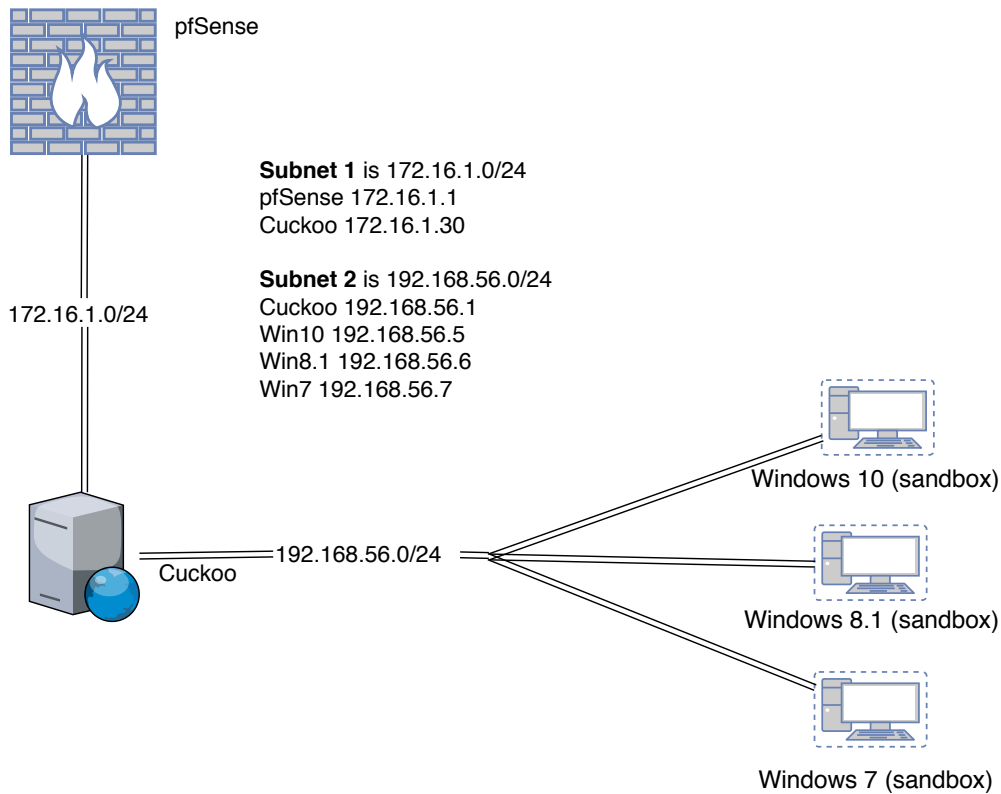 pfSense
Subnet 1 is 172.16.1.0/24
pfSense 172.16.1.1
Cuckoo 172.16.1.30
Subnet 2 is 192.168.56.0/24
Cuckoo 192.168.56.1
Win10 192.168.56.5
Win8.1 192.168.56.6
Win7 192.168.56.7
172.16.1.0/24
Windows 10 (sandbox)
192.168.56.0/24
Cuckoo
Windows 8.1 (sandbox)
Windows 7 (sandbox)